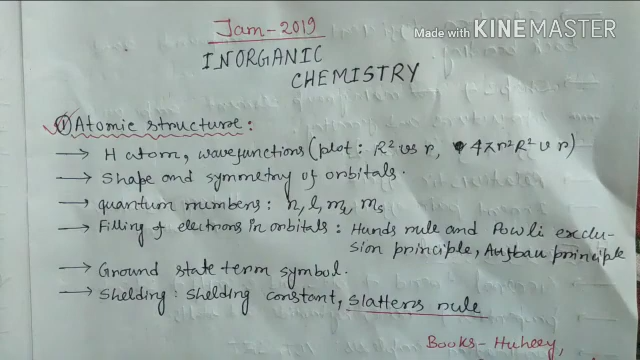 Jam-2019
Made with KINEMASTER
INORGANIC
CHEMISTRY
① Atomic structure:
→ H atom, wavefunctions (plot: R² vs r, 4πr²R² v r)
→ Shape and symmetry of orbitals.
→ quantum numbers: n, l, mₗ, mₛ
→ Filling of electrons in orbitals: Hunds rule and Pawli exclu-
sion principle, Aufbau principle
→ Ground state term symbol.
→ Shelding: Shelding constant, Slatters rule
Books- Huheey,